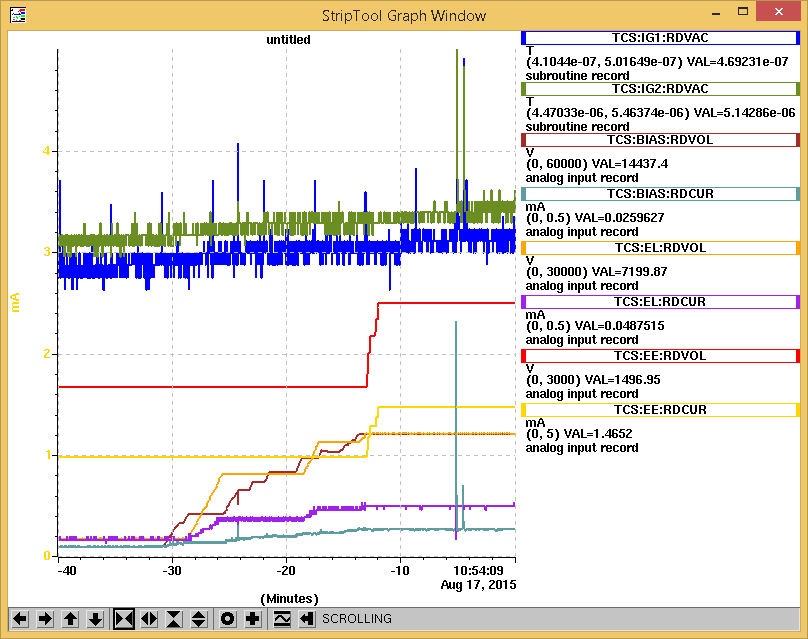 StripTool Graph Window
untitled
4
3
2
1
0
mA
-40
-30
-20
-10
10:54:09
Aug 17, 2015
(Minutes)
TCS:IG1:RDVAC
T
(4.1044e-07, 5.01649e-07) VAL=4.69231e-07
subroutine record
TCS:IG2:RDVAC
T
(4.47033e-06, 5.46374e-06) VAL=5.14286e-06
subroutine record
TCS:BIAS:RDVOL
V
(0, 60000) VAL=14437.4
analog input record
TCS:BIAS:RDCUR
mA
(0, 0.5) VAL=0.0259627
analog input record
TCS:EL:RDVOL
V
(0, 30000) VAL=7199.87
analog input record
TCS:EL:RDCUR
mA
(0, 0.5) VAL=0.0487515
analog input record
TCS:EE:RDVOL
V
(0, 3000) VAL=1496.95
analog input record
TCS:EE:RDCUR
mA
(0, 5) VAL=1.4652
analog input record
SCROLLING